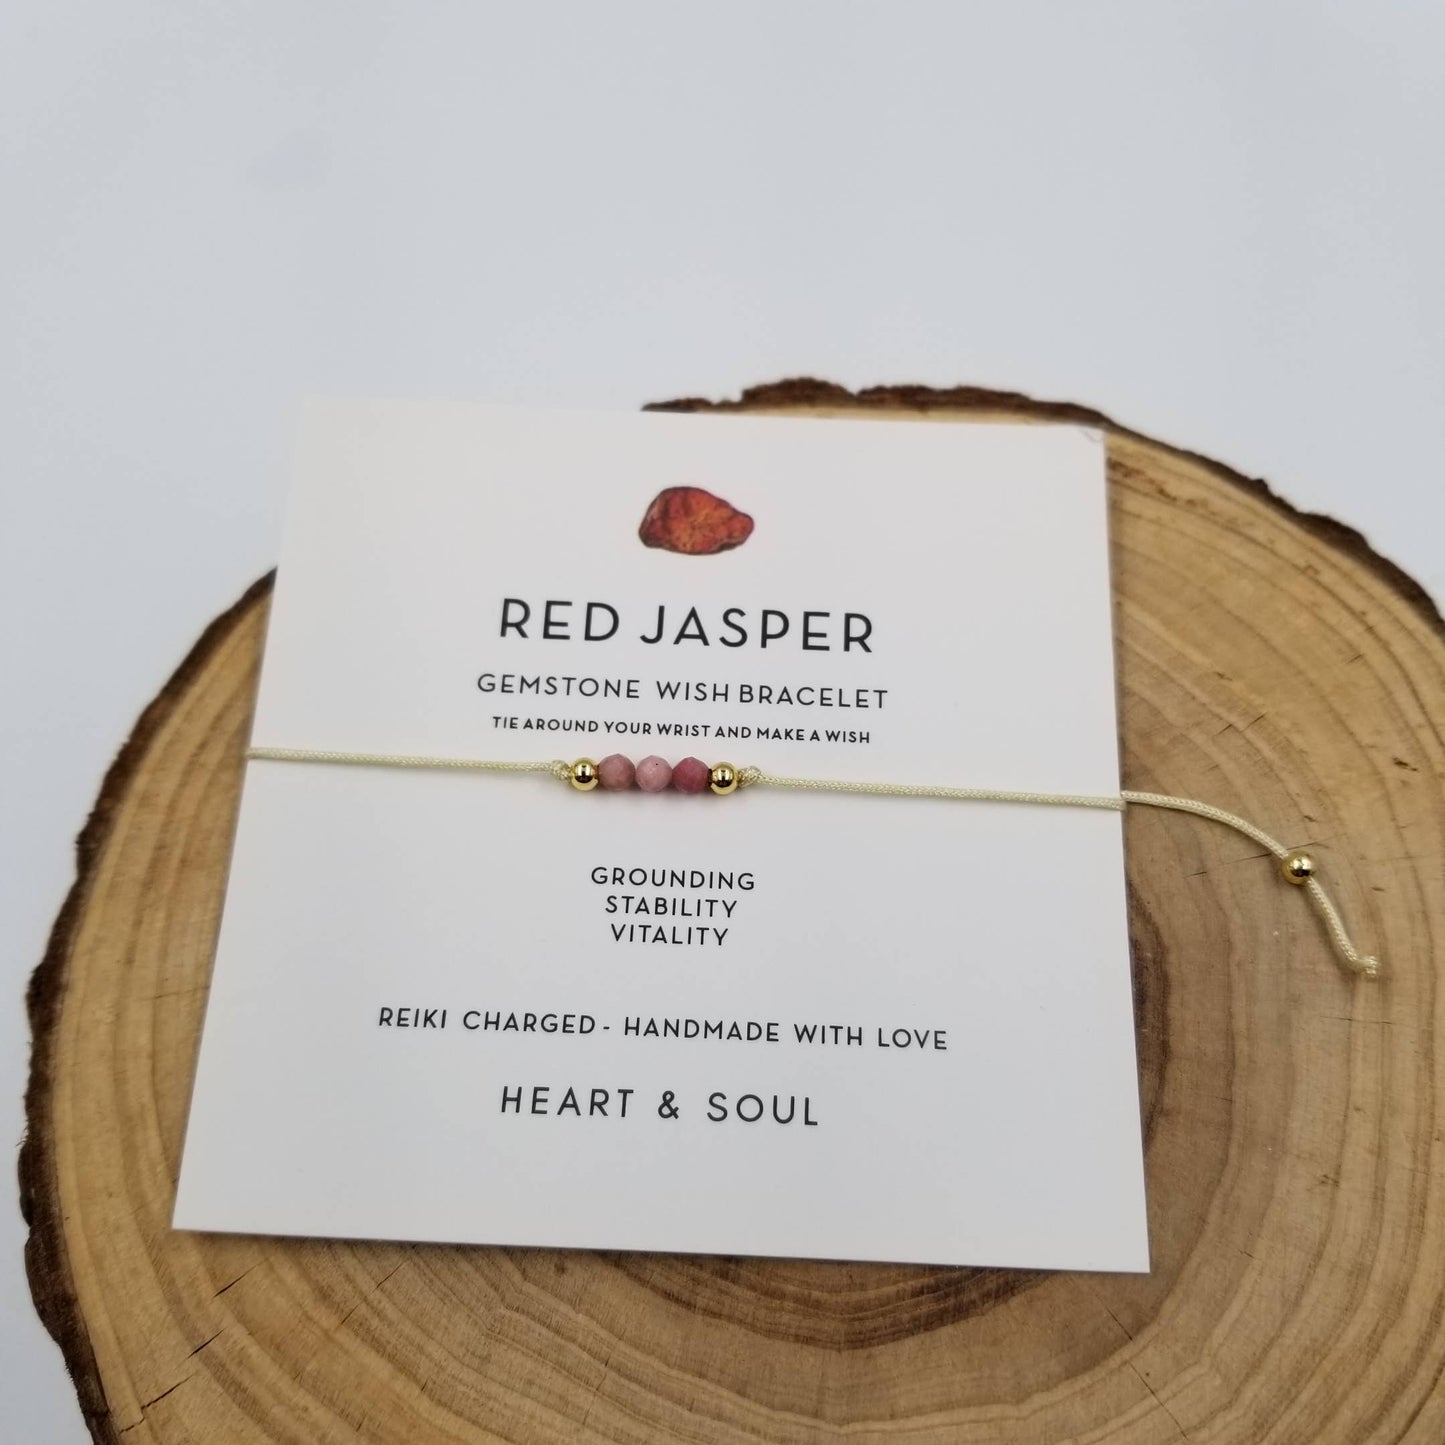 RED JASPER
GEMSTONE WISH BRACELET
TIE AROUND YOUR WRIST AND MAKE A WISH
GROUNDING
STABILITY
VITALITY
REIKI CHARGED - HANDMADE WITH LOVE
HEART & SOUL